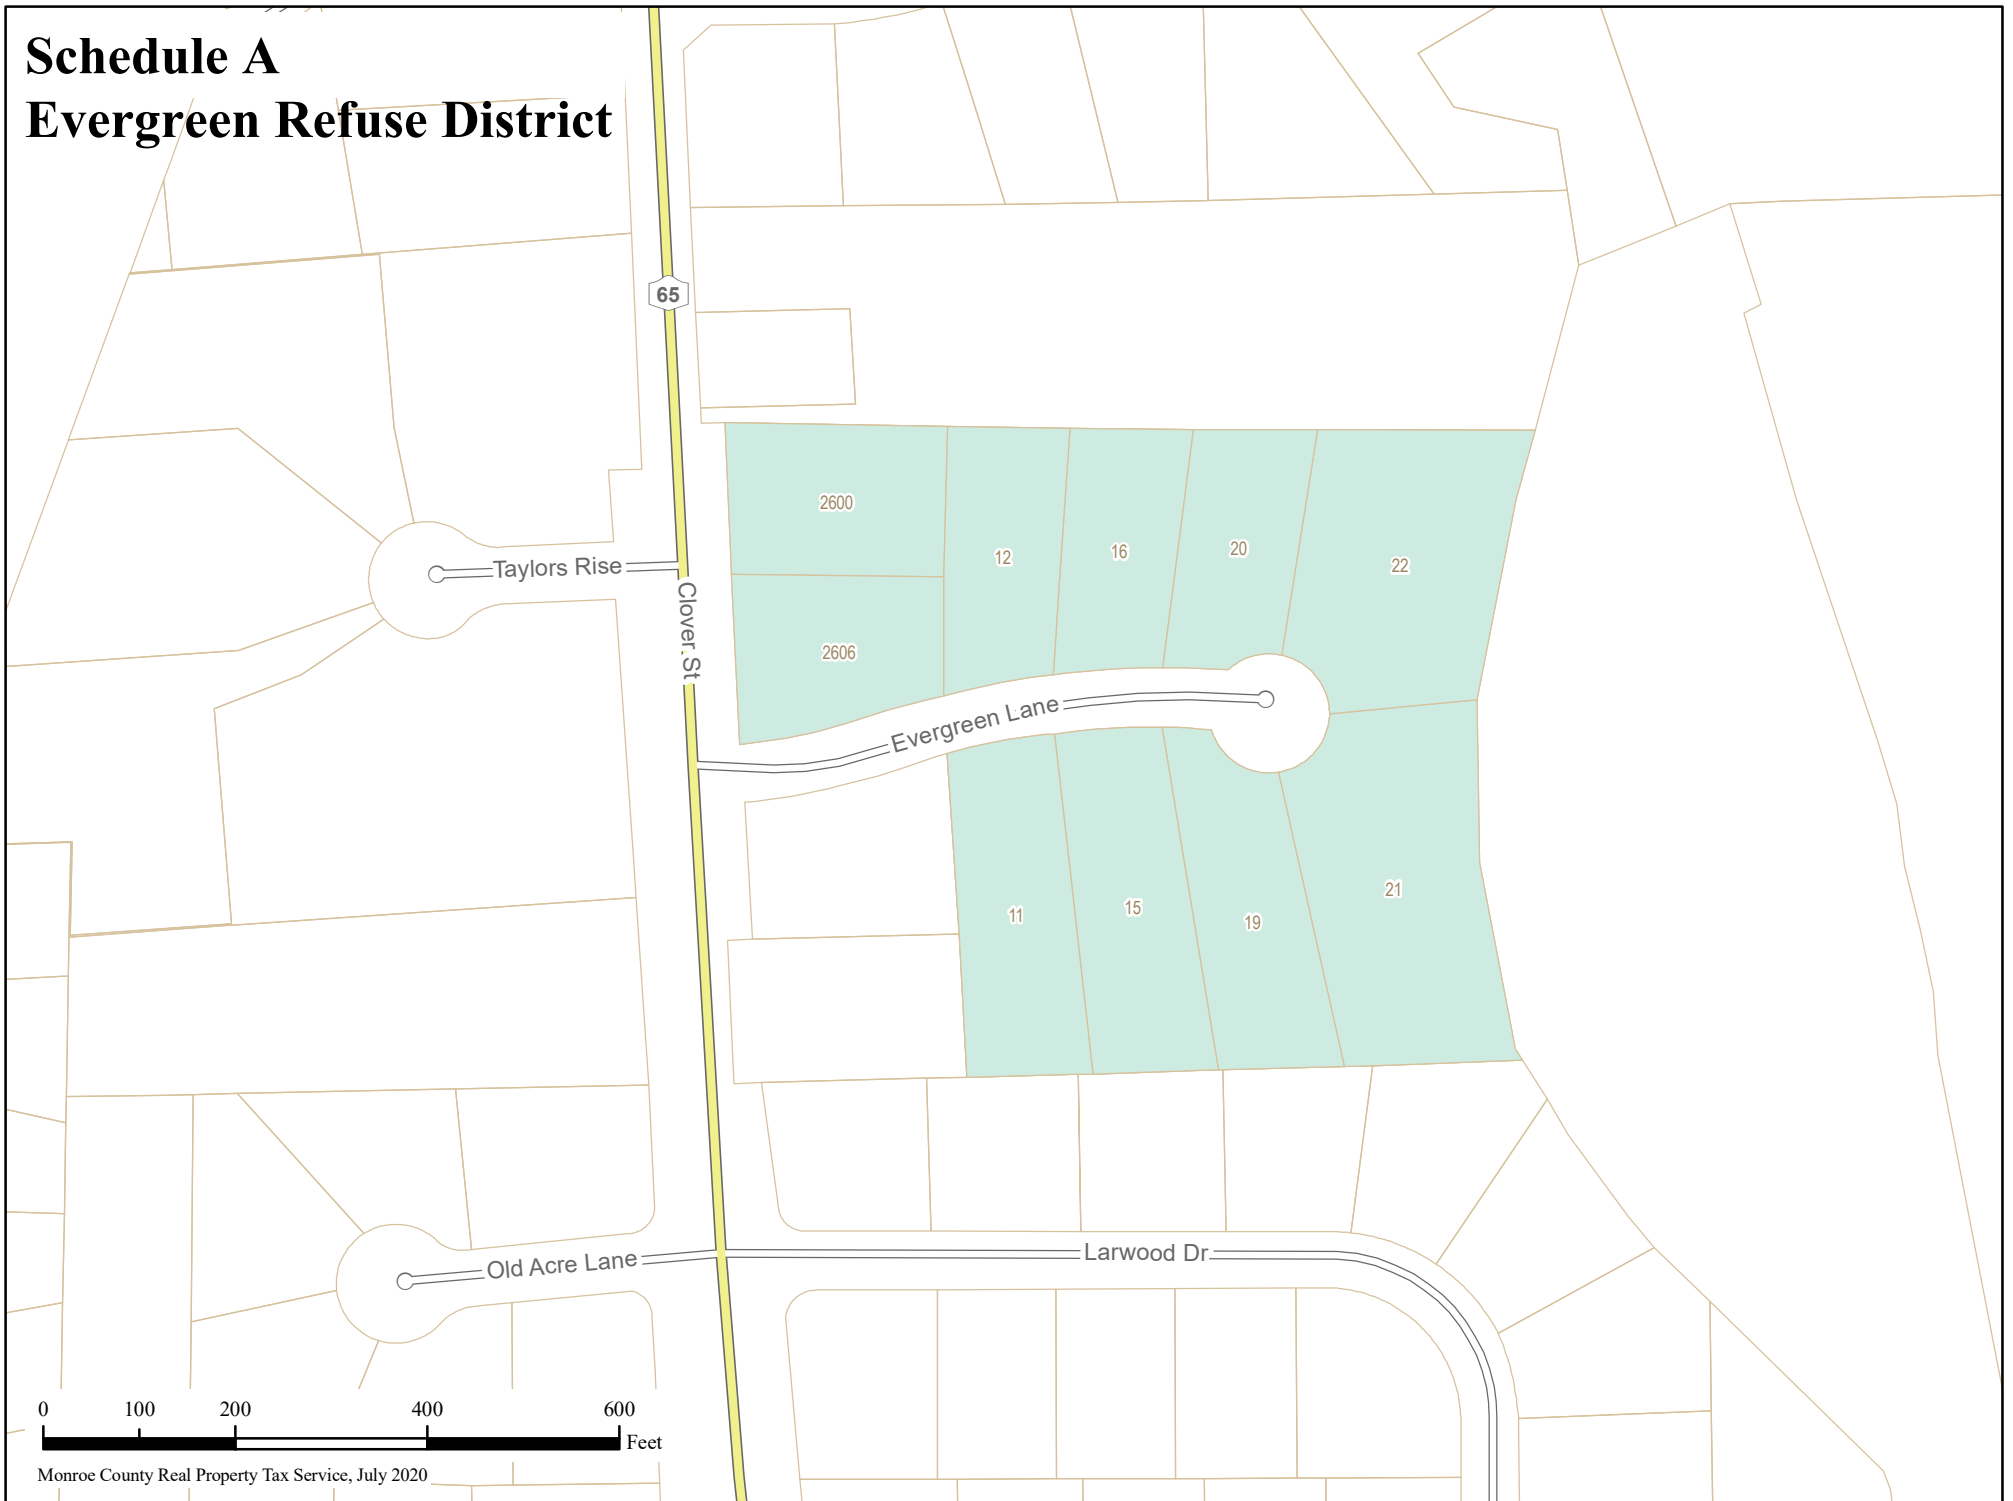 Schedule A
Evergreen Refuse District
65
2600
12
16
20
22
Taylors Rise
Clover St
2606
Evergreen Lane
11
15
19
21
Old Acre Lane
Larwood Dr
0 100 200 400 600
Feet
Monroe County Real Property Tax Service, July 2020